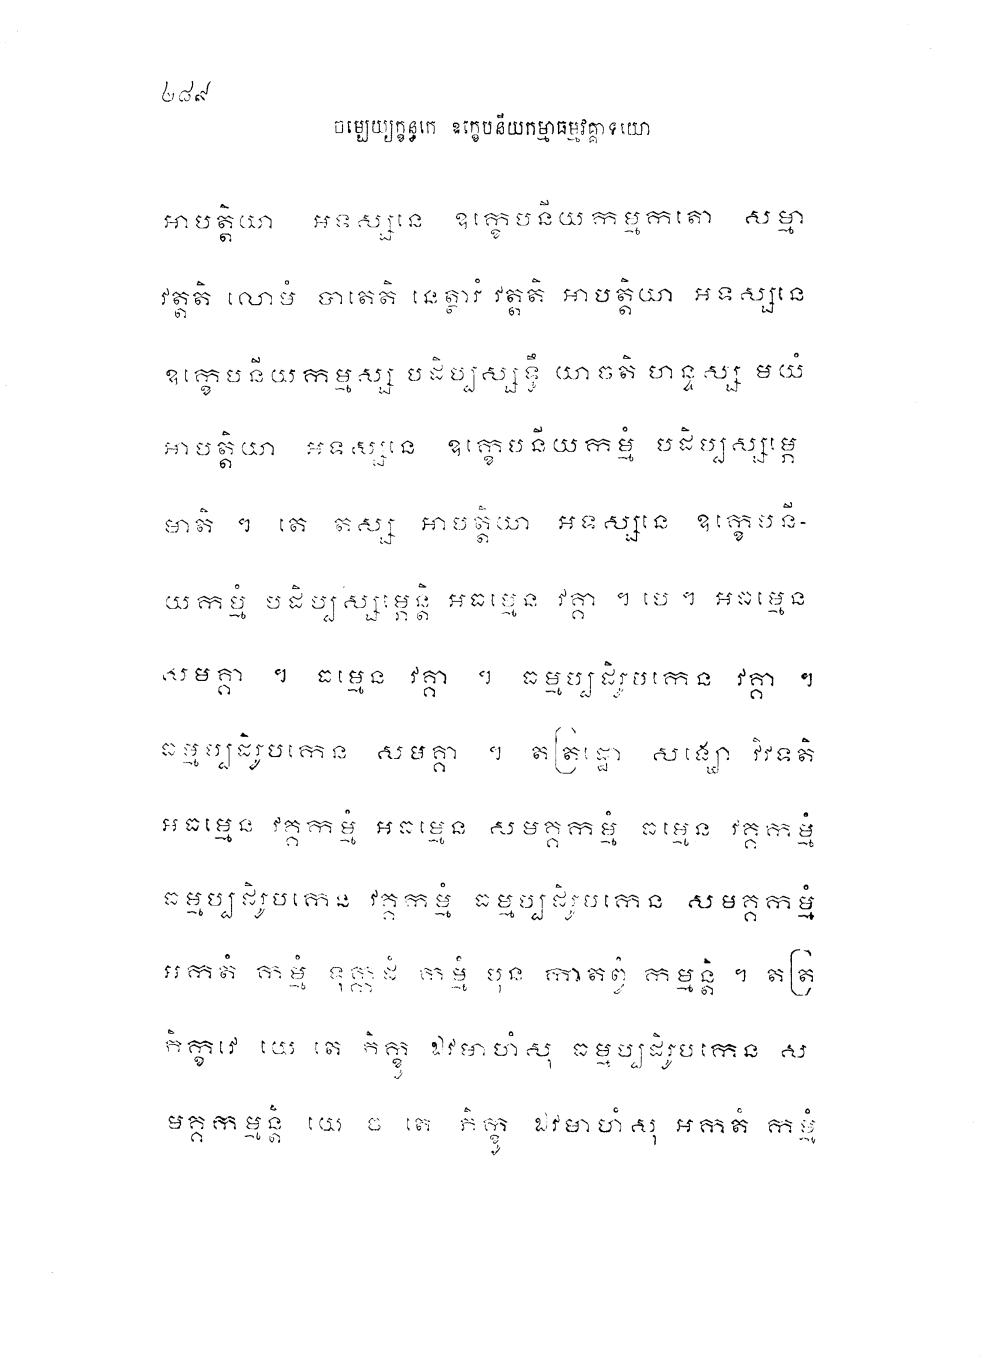 ២៨៩
ចម្បេយ្យក្ខន្ធកេ ឧក្ខេបនីយកម្មាធម្មវគ្គាទយោ
អាបត្តិយា អទស្សនេ ឧក្ខេបនីយកម្មកតោ សម្មា
វត្តតិ លោមំ បាតេតិ នេត្ថារំ វត្តតិ អាបត្តិយា អទស្សនេ
ឧក្ខេបនីយកម្មស្ស បដិប្បស្សទ្ធឹ យាចតិ ហន្ទស្ស មយំ
អាបត្តិយា អទស្សនេ ឧក្ខេបនីយកម្មំ បដិប្បស្សម្ភេ
មាតិ ។ តេ តស្ស អាបត្តិយា អទស្សនេ ឧក្ខេបនី-
យកម្មំ បដិប្បស្សម្ភេន្តិ អធម្មេន វគ្គា ។ បេ ។ អធម្មេន
សមគ្គា ។ ធម្មេន វគ្គា ។ ធម្មប្បដិរូបកេន វគ្គា ។
ធម្មប្បដិរូបកេន សមគ្គា ។ តត្រដ្ឋោ សង្ឃោ វិវទតិ
អធម្មេន វគ្គកម្មំ អធម្មេន សមគ្គកម្មំ ធម្មេន វគ្គកម្មំ
ធម្មប្បដិរូបកេន វគ្គកម្មំ ធម្មប្បដិរូបកេន សមគ្គកម្មំ
អកតំ កម្មំ ទុក្កដំ កម្មំ បុន កាតព្វំ កម្មន្តិ ។ តត្រ
ភិក្ខវេ យេ តេ ភិក្ខូ ឯវមាហំសុ ធម្មប្បដិរូបកេន ស
មគ្គកម្មន្តិ យេ ច តេ ភិក្ខូ ឯវមាហំសុ អកតំ កម្មំ